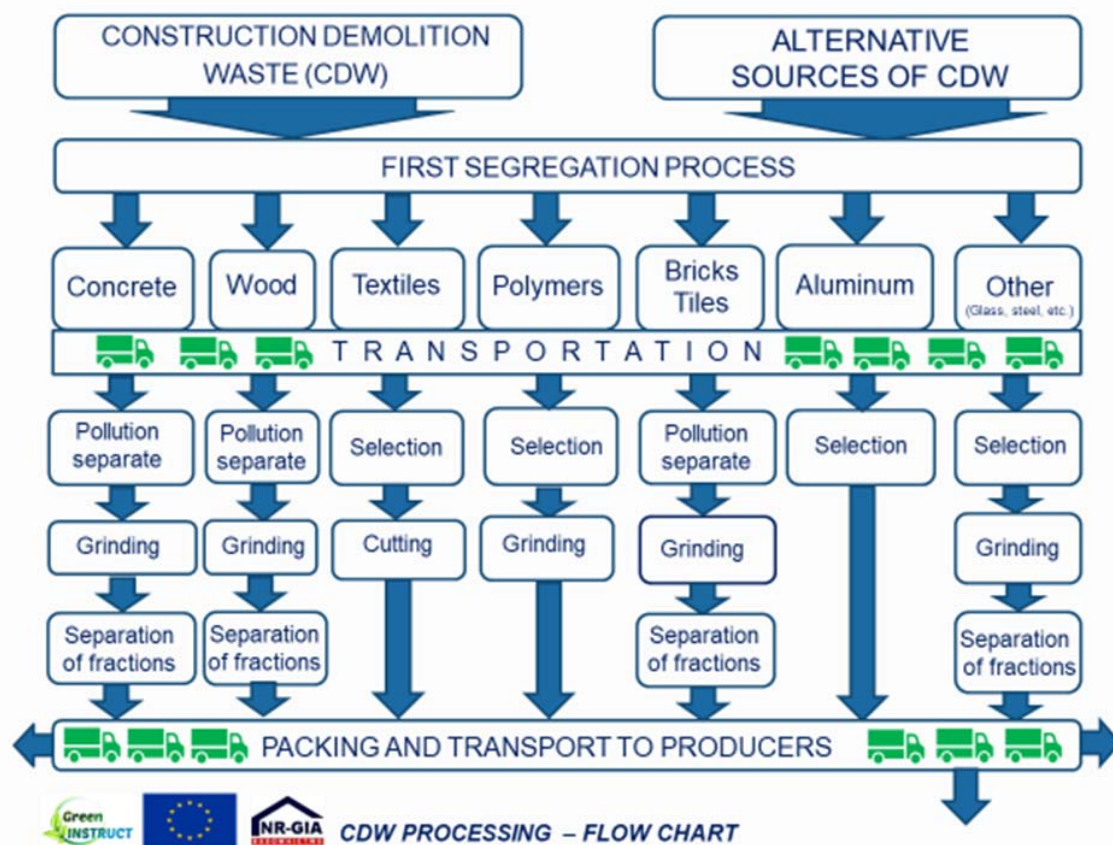 CONSTRUCTION DEMOLITION
WASTE (CDW)
ALTERNATIVE
SOURCES OF CDW
FIRST SEGREGATION PROCESS
Concrete
Wood
Textiles
Polymers
Bricks
Tiles
Aluminum
Other
(Glass, steel, etc.)
TRANSPORTATION
Pollution
separate
Pollution
separate
Selection
Selection
Pollution
separate
Selection
Selection
Grinding
Grinding
Cutting
Grinding
Grinding
Grinding
Separation
of fractions
Separation
of fractions
Separation
of fractions
Separation
of fractions
PACKING AND TRANSPORT TO PRODUCERS
Green
INSTRUCT
INR-GIA
BUDOWNICTWO
CDW PROCESSING – FLOW CHART